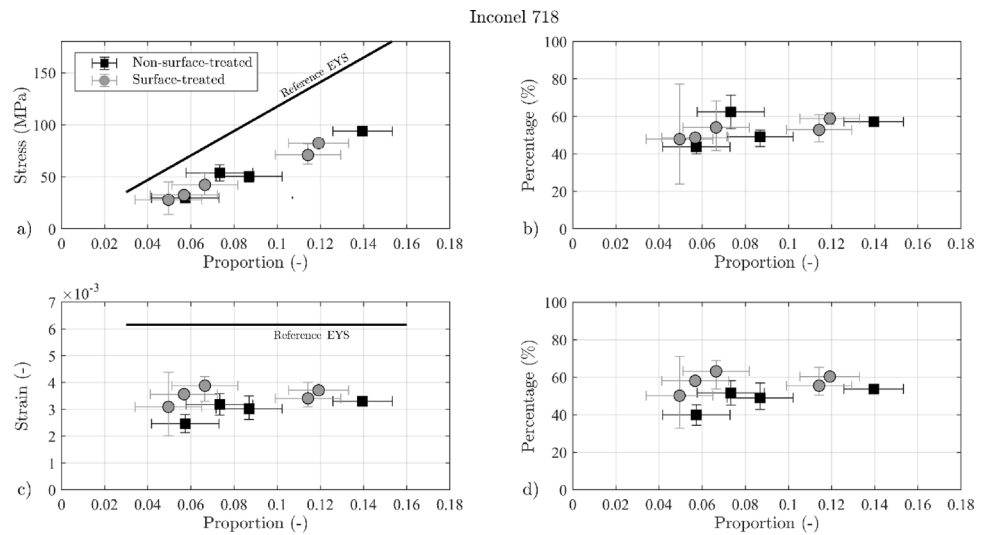 Inconel 718
Non-surface-treated
Surface-treated
Reference EYS
Stress (MPa)
150
100
50
0
a)
0 0.02 0.04 0.06 0.08 0.1 0.12 0.14 0.16 0.18
Proportion (-)
Percentage (%)
100
80
60
40
20
0
b)
0 0.02 0.04 0.06 0.08 0.1 0.12 0.14 0.16 0.18
Proportion (-)
×10⁻³
Reference EYS
Strain (-)
7
6
5
4
3
2
1
0
c)
0 0.02 0.04 0.06 0.08 0.1 0.12 0.14 0.16 0.18
Proportion (-)
Percentage (%)
100
80
60
40
20
0
d)
0 0.02 0.04 0.06 0.08 0.1 0.12 0.14 0.16 0.18
Proportion (-)